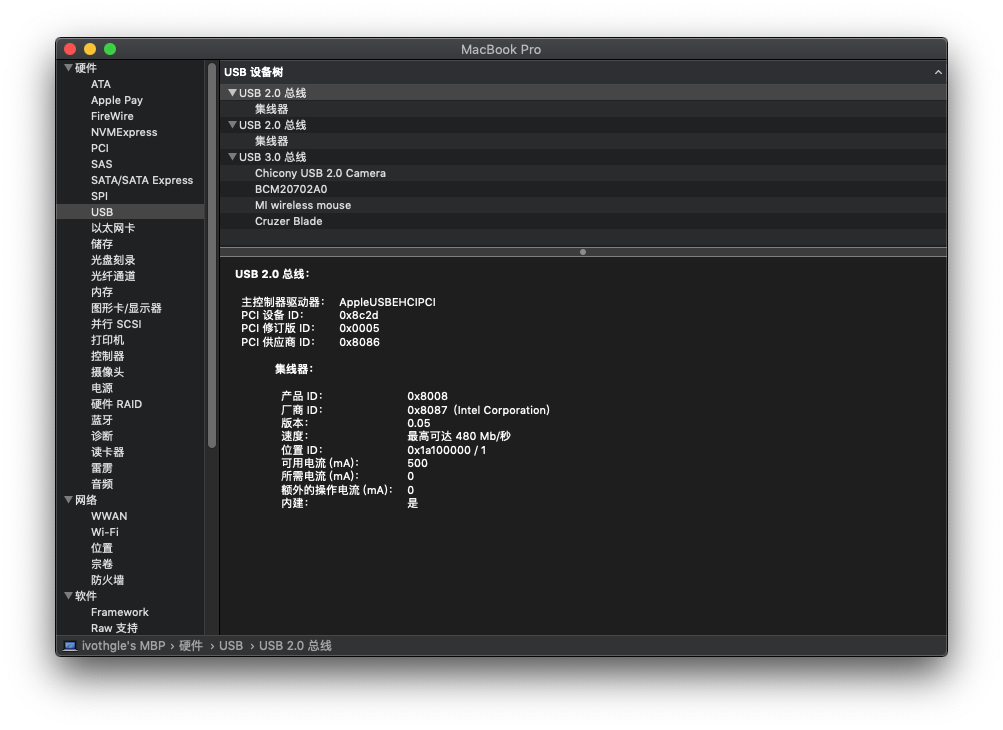 MacBook Pro
硬件
ATA
Apple Pay
FireWire
NVMExpress
PCI
SAS
SATA/SATA Express
SPI
USB
以太网卡
储存
光盘刻录
光纤通道
内存
图形卡/显示器
并行 SCSI
打印机
控制器
摄像头
电源
硬件 RAID
蓝牙
诊断
读卡器
雷雳
音频
网络
WWAN
Wi-Fi
位置
宗卷
防火墙
软件
Framework
Raw 支持
USB 设备树
USB 2.0 总线
集线器
USB 2.0 总线
集线器
USB 3.0 总线
Chicony USB 2.0 Camera
BCM20702A0
MI wireless mouse
Cruzer Blade
USB 2.0 总线：
主控制器驱动器： AppleUSBEHCIPCI
PCI 设备 ID： 0x8c2d
PCI 修订版 ID： 0x0005
PCI 供应商 ID： 0x8086
集线器：
产品 ID： 0x8008
厂商 ID： 0x8087（Intel Corporation）
版本： 0.05
速度： 最高可达 480 Mb/秒
位置 ID： 0x1a100000 / 1
可用电流 (mA)： 500
所需电流 (mA)： 0
额外的操作电流 (mA)： 0
内建： 是
ivothgle's MBP › 硬件 › USB › USB 2.0 总线